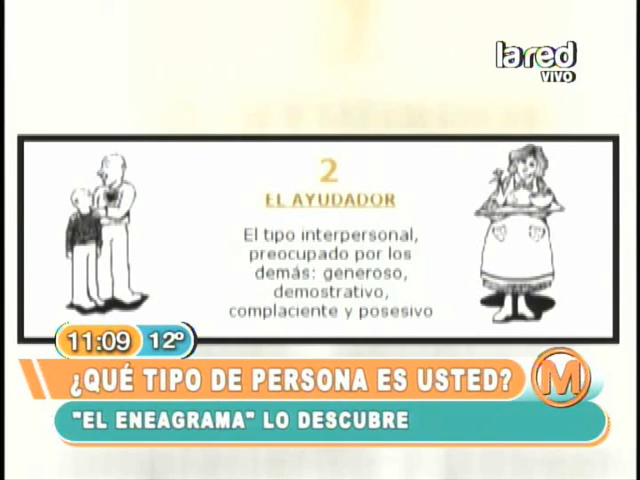 lared
VIVO
2
EL AYUDADOR
El tipo interpersonal,
preocupado por los
demás: generoso,
demostrativo,
complaciente y posesivo
11:09 12º
¿QUÉ TIPO DE PERSONA ES USTED?
M
"EL ENEAGRAMA" LO DESCUBRE